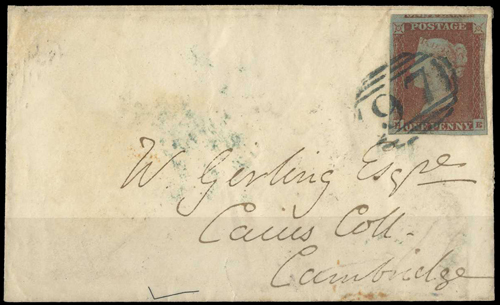 POSTAGE
ONE PENNY
E
W Gerling Esqre
Caius Coll.
Cambridge